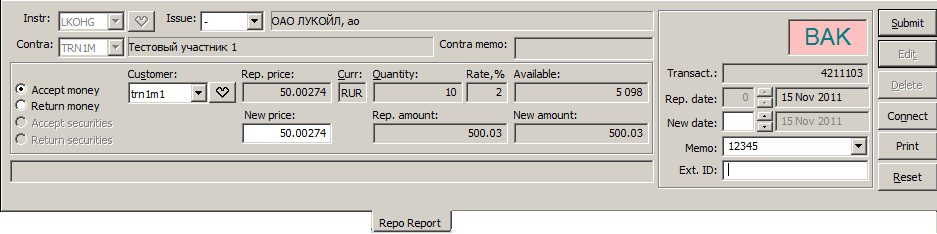 Instr: LKOHG Issue: - ОАО ЛУКОЙЛ, ао
Contra: TRN1M Тестовый участник 1 Contra memo:
BAK
Submit
Edit
Delete
Connect
Print
Reset
Accept money
Return money
Accept securities
Return securities
Customer: Rep. price: Curr: Quantity: Rate,% Available:
trn1m1 50.00274 RUR 10 2 5 098
New price: Rep. amount: New amount:
50.00274 500.03 500.03
Transact.: 4211103
Rep. date: 0 15 Nov 2011
New date: 15 Nov 2011
Memo: 12345
Ext. ID:
Repo Report